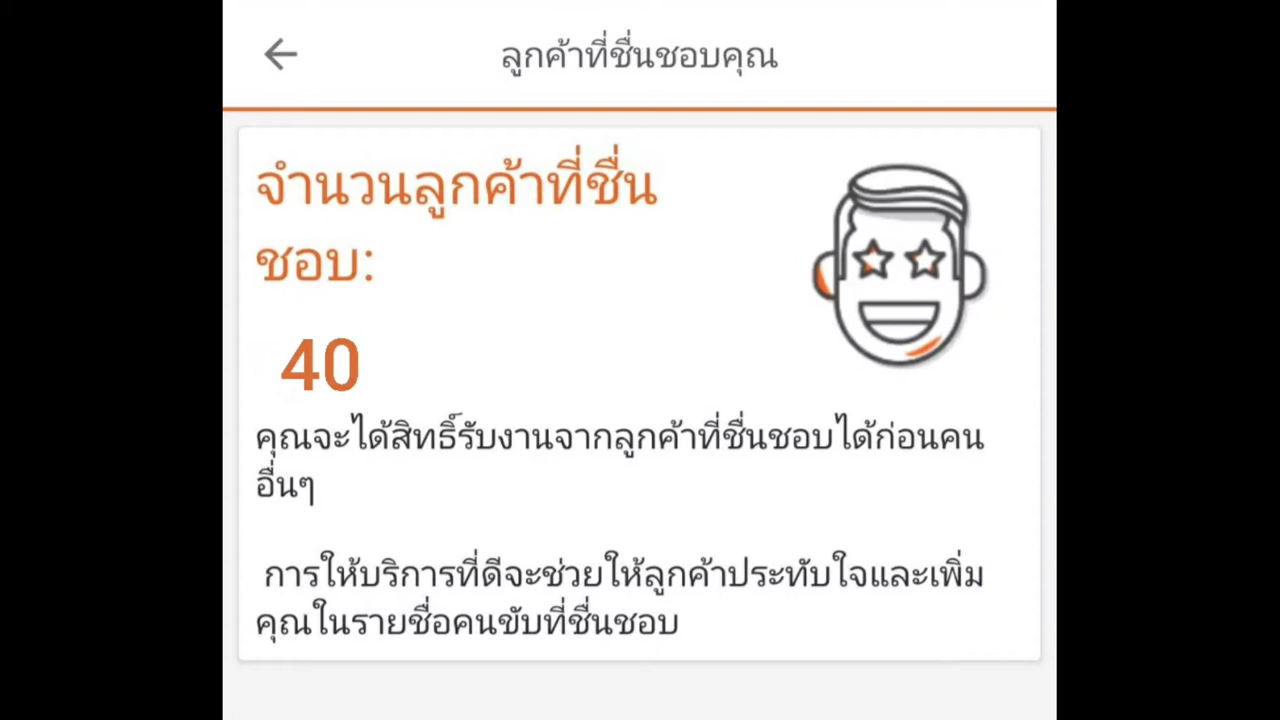 ลูกค้าที่ชื่นชอบคุณ
จำนวนลูกค้าที่ชื่น
ชอบ:
40
คุณจะได้สิทธิ์รับงานจากลูกค้าที่ชื่นชอบได้ก่อนคน
อื่นๆ
การให้บริการที่ดีจะช่วยให้ลูกค้าประทับใจและเพิ่ม
คุณในรายชื่อคนขับที่ชื่นชอบ